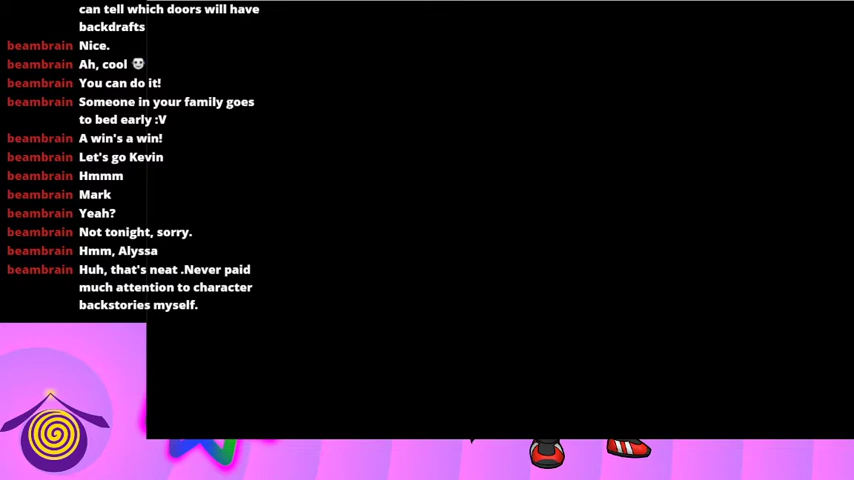 can tell which doors will have
backdrafts
beambrain Nice.
beambrain Ah, cool
beambrain You can do it!
beambrain Someone in your family goes
to bed early :V
beambrain A win's a win!
beambrain Let's go Kevin
beambrain Hmmm
beambrain Mark
beambrain Yeah?
beambrain Not tonight, sorry.
beambrain Hmm, Alyssa
beambrain Huh, that's neat .Never paid
much attention to character
backstories myself.